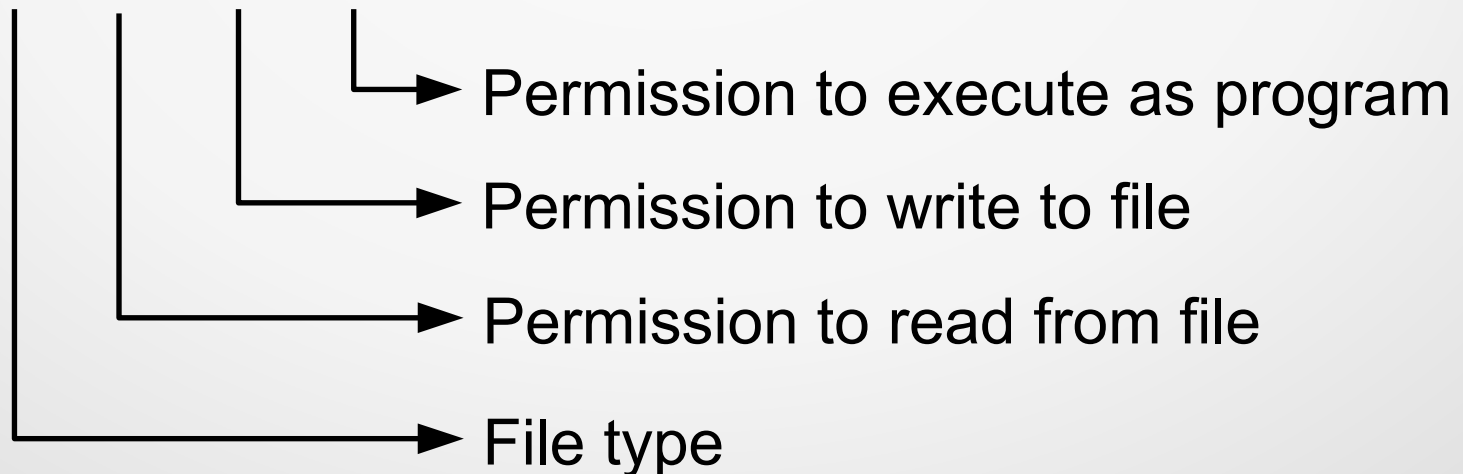 Permission to execute as program
Permission to write to file
Permission to read from file
File type